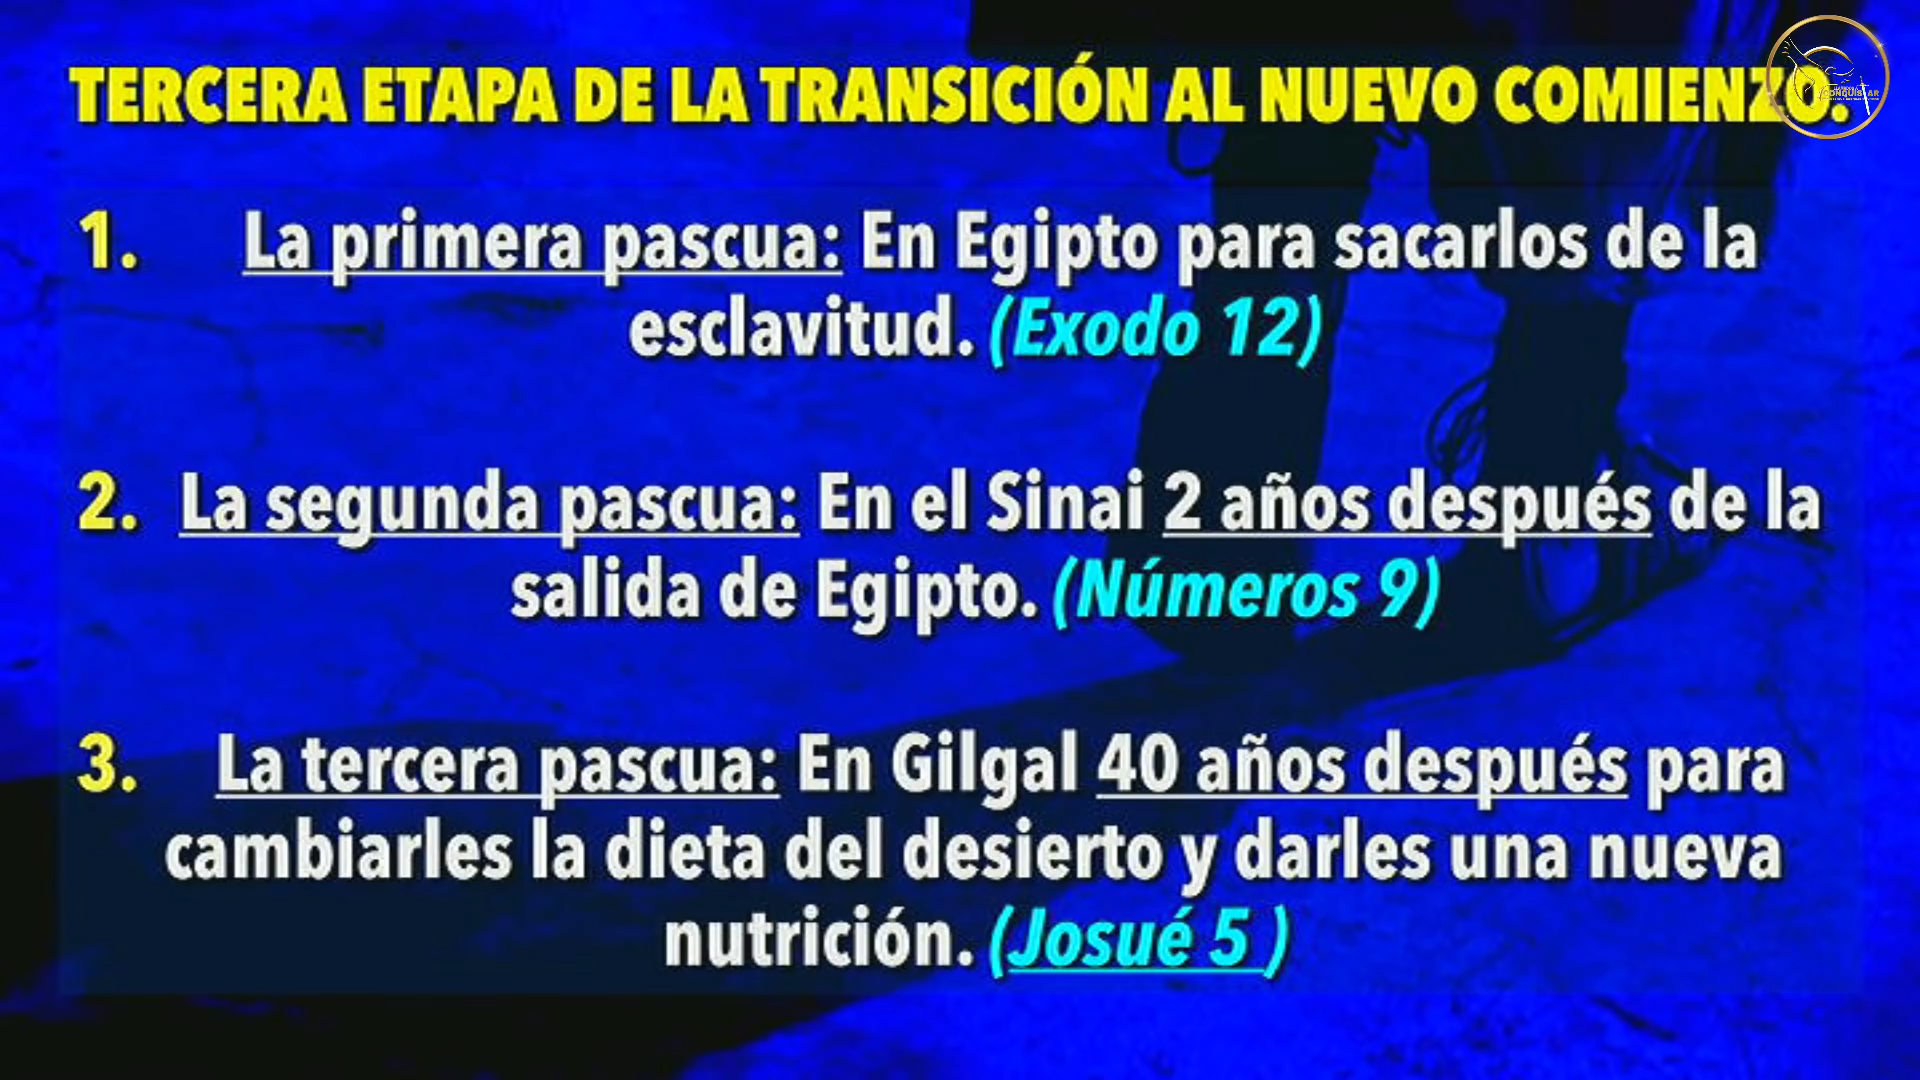 TERCERA ETAPA DE LA TRANSICIÓN AL NUEVO COMIENZO.
1. La primera pascua: En Egipto para sacarlos de la
esclavitud. (Exodo 12)
2. La segunda pascua: En el Sinai 2 años después de la
salida de Egipto. (Números 9)
3. La tercera pascua: En Gilgal 40 años después para
cambiarles la dieta del desierto y darles una nueva
nutrición. (Josué 5 )